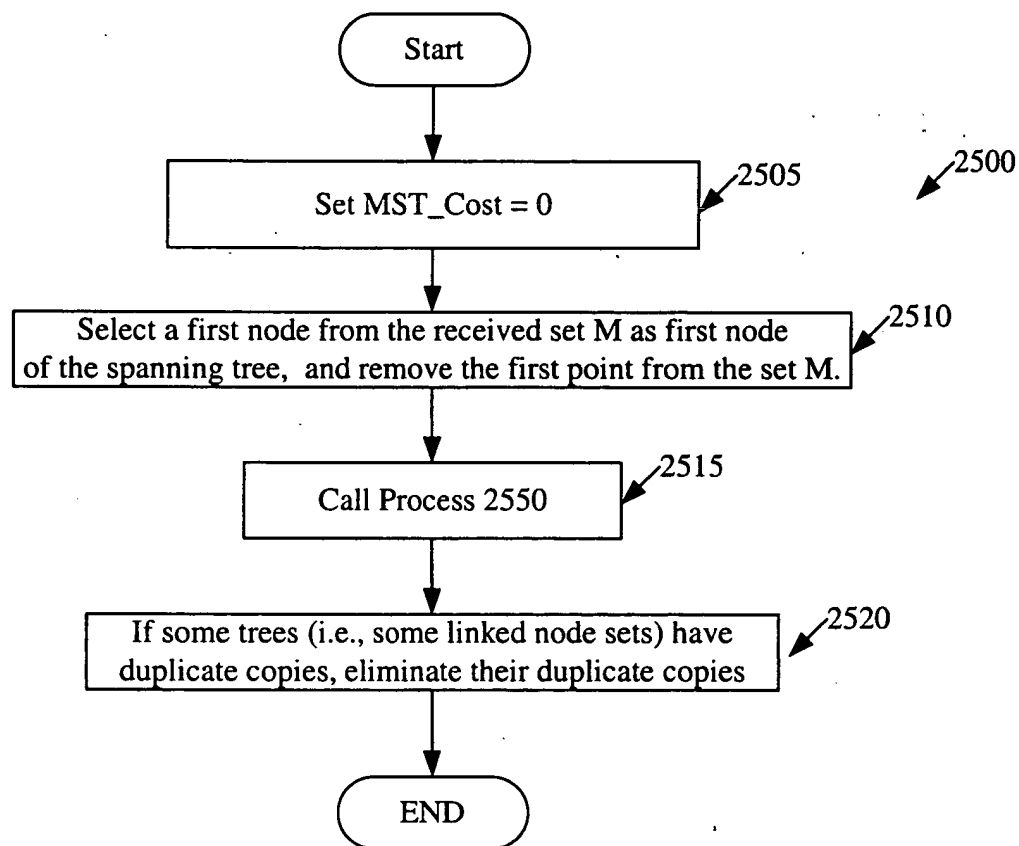 Start
2500
2505
Set MST_Cost = 0
2510
Select a first node from the received set M as first node
of the spanning tree, and remove the first point from the set M.
2515
Call Process 2550
2520
If some trees (i.e., some linked node sets) have
duplicate copies, eliminate their duplicate copies
END